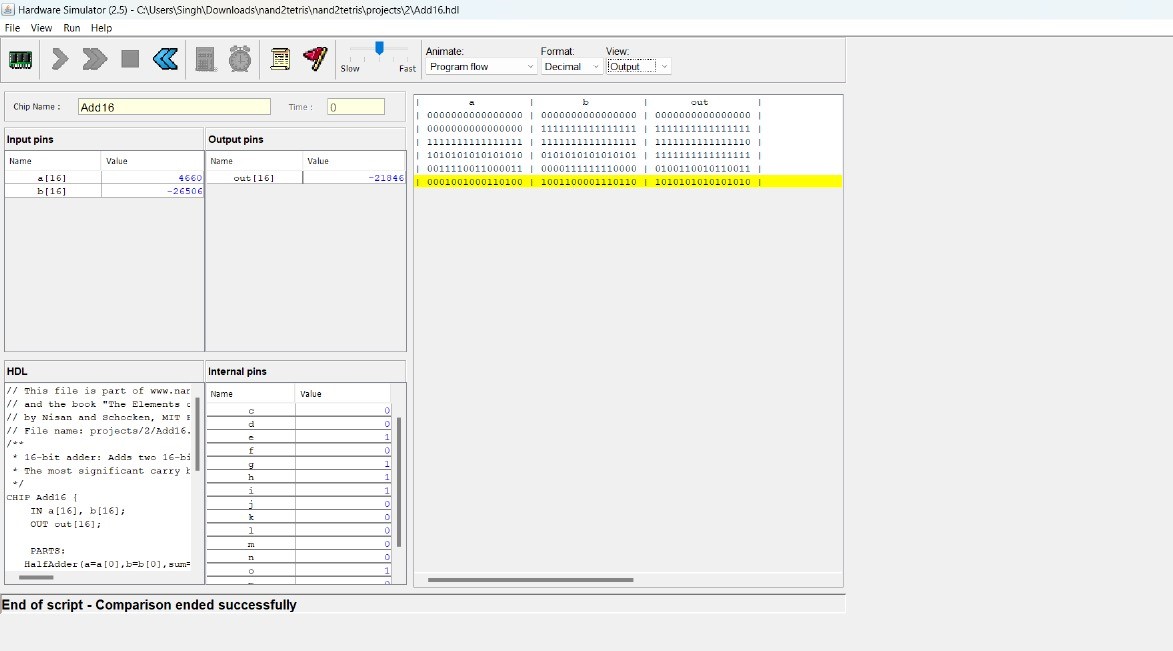 Hardware Simulator (2.5) - C:\Users\Singh\Downloads\nand2tetris\nand2tetris\projects\2\Add16.hdl
File View Run Help
Slow Fast
Animate: Format: View:
Program flow Decimal Output
Chip Name : Add16 Time : 0
Input pins Output pins
Name Value Name Value
a[16] 4660 out[16] -21846
b[16] -26506
| a | b | out |
| 0000000000000000 | 0000000000000000 | 0000000000000000 |
| 0000000000000000 | 1111111111111111 | 1111111111111111 |
| 1111111111111111 | 1111111111111111 | 1111111111111110 |
| 1010101010101010 | 0101010101010101 | 1111111111111111 |
| 0011110011000011 | 0000111111110000 | 0100110010110011 |
| 0001001000110100 | 1001100001110110 | 1010101010101010 |
HDL
// This file is part of www.nan
// and the book "The Elements o
// by Nisan and Schocken, MIT P
// File name: projects/2/Add16.
/**
* 16-bit adder: Adds two 16-bi
* The most significant carry b
*/
CHIP Add16 {
IN a[16], b[16];
OUT out[16];
PARTS:
HalfAdder(a=a[0],b=b[0],sum=
Internal pins
Name Value
c 0
d 0
e 1
f 0
g 1
h 1
i 1
j 0
k 0
l 0
m 0
n 0
o 1
End of script - Comparison ended successfully